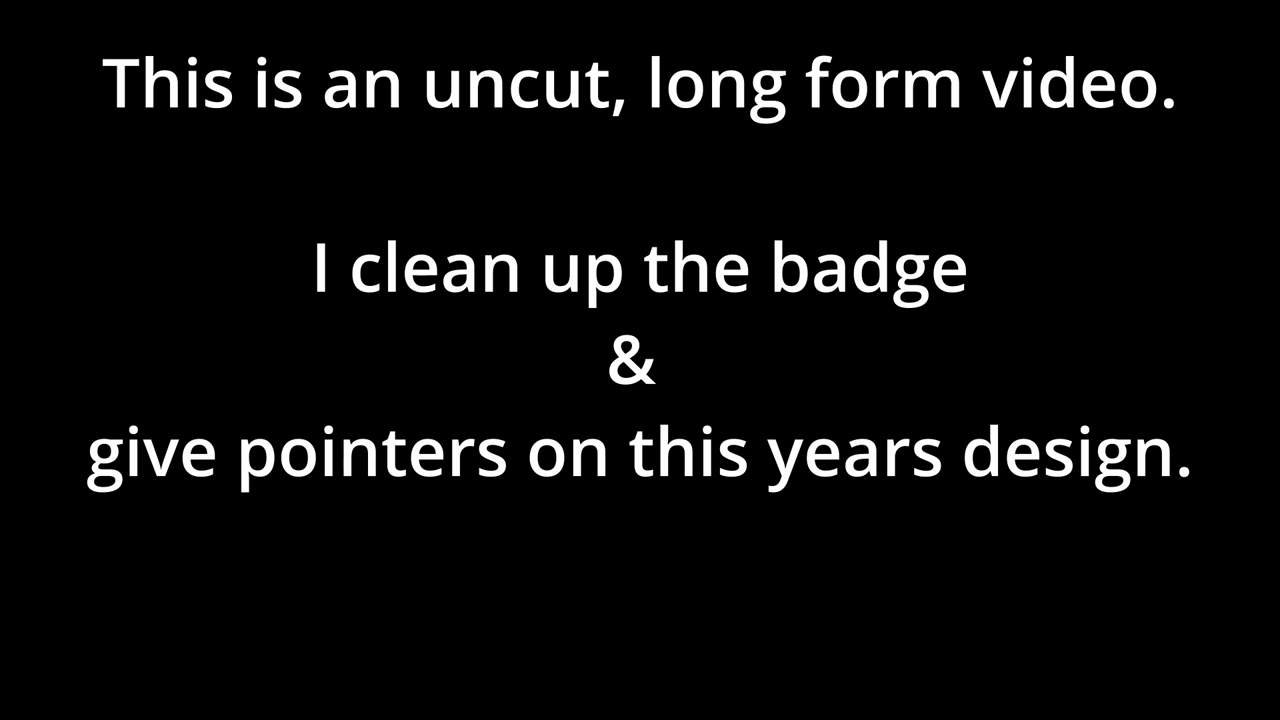 This is an uncut, long form video.
I clean up the badge
&
give pointers on this years design.